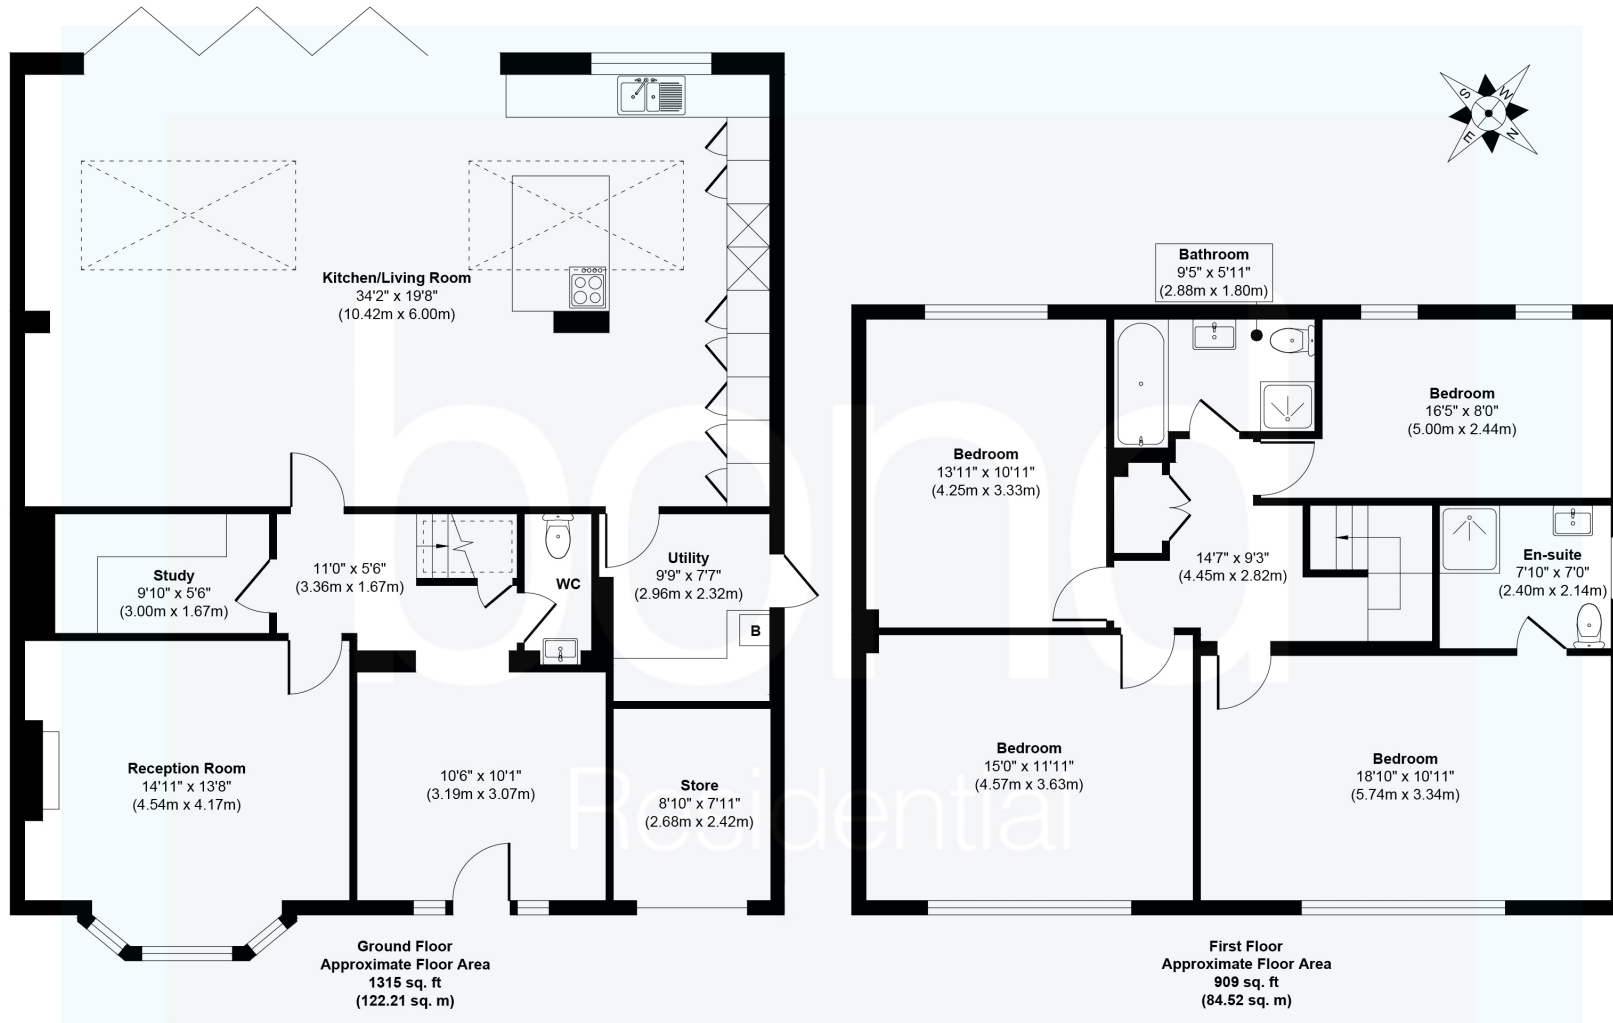 Kitchen/Living Room
34'2" x 19'8"
(10.42m x 6.00m)
Study
9'10" x 5'6"
(3.00m x 1.67m)
11'0" x 5'6"
(3.36m x 1.67m)
WC
Utility
9'9" x 7'7"
(2.96m x 2.32m)
B
Reception Room
14'11" x 13'8"
(4.54m x 4.17m)
10'6" x 10'1"
(3.19m x 3.07m)
Store
8'10" x 7'11"
(2.68m x 2.42m)
Ground Floor
Approximate Floor Area
1315 sq. ft
(122.21 sq. m)
S
W
E
N
Bathroom
9'5" x 5'11"
(2.88m x 1.80m)
Bedroom
16'5" x 8'0"
(5.00m x 2.44m)
Bedroom
13'11" x 10'11"
(4.25m x 3.33m)
14'7" x 9'3"
(4.45m x 2.82m)
En-suite
7'10" x 7'0"
(2.40m x 2.14m)
Bedroom
15'0" x 11'11"
(4.57m x 3.63m)
Bedroom
18'10" x 10'11"
(5.74m x 3.34m)
First Floor
Approximate Floor Area
909 sq. ft
(84.52 sq. m)
bond
Residential